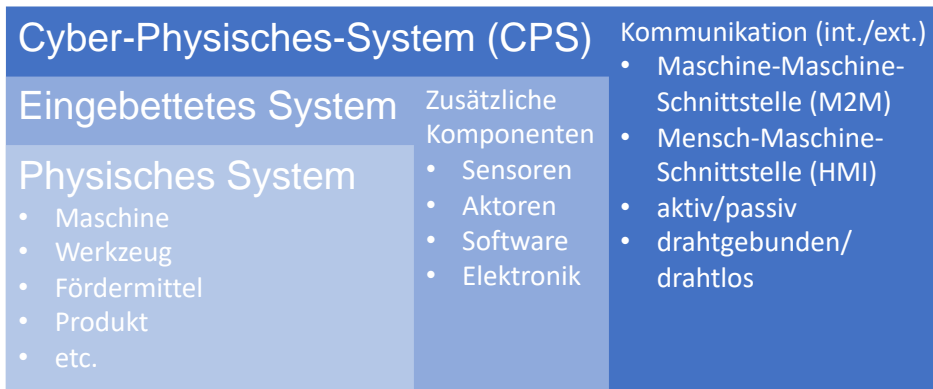 Cyber-Physisches-System (CPS)
Eingebettetes System
Physisches System
• Maschine
• Werkzeug
• Fördermittel
• Produkt
• etc.
Zusätzliche
Komponenten
• Sensoren
• Aktoren
• Software
• Elektronik
Kommunikation (int./ext.)
• Maschine-Maschine-
Schnittstelle (M2M)
• Mensch-Maschine-
Schnittstelle (HMI)
• aktiv/passiv
• drahtgebunden/
drahtlos